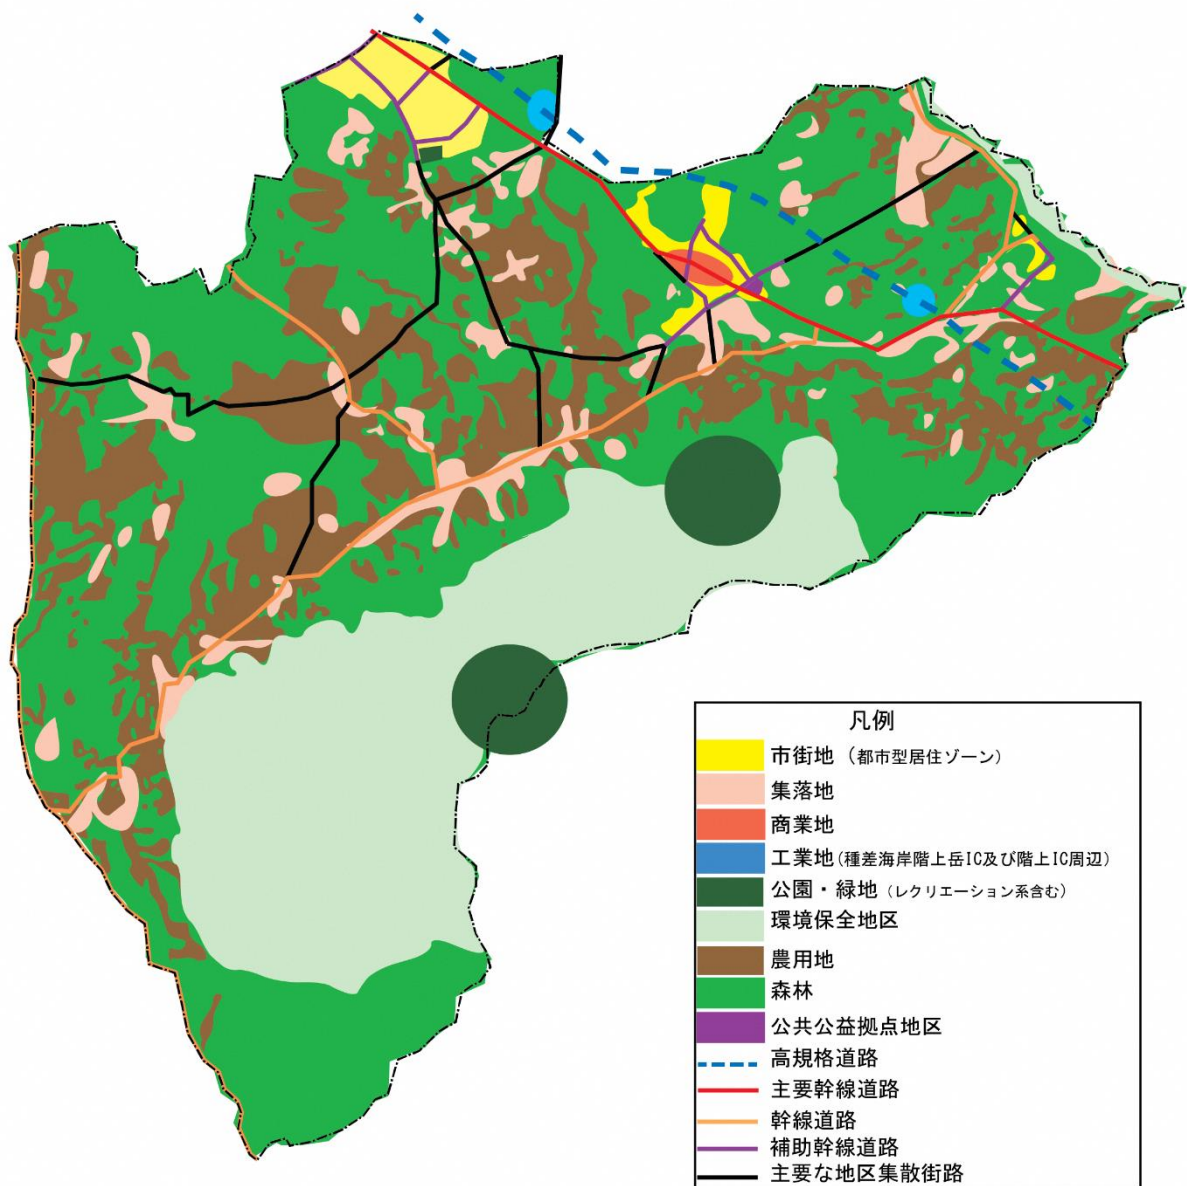 凡例
市街地 （都市型居住ゾーン）
集落地
商業地
工業地（種差海岸階上岳IC及び階上IC周辺）
公園・緑地（レクリエーション系含む）
環境保全地区
農用地
森林
公共公益拠点地区
高規格道路
主要幹線道路
幹線道路
補助幹線道路
主要な地区集散街路